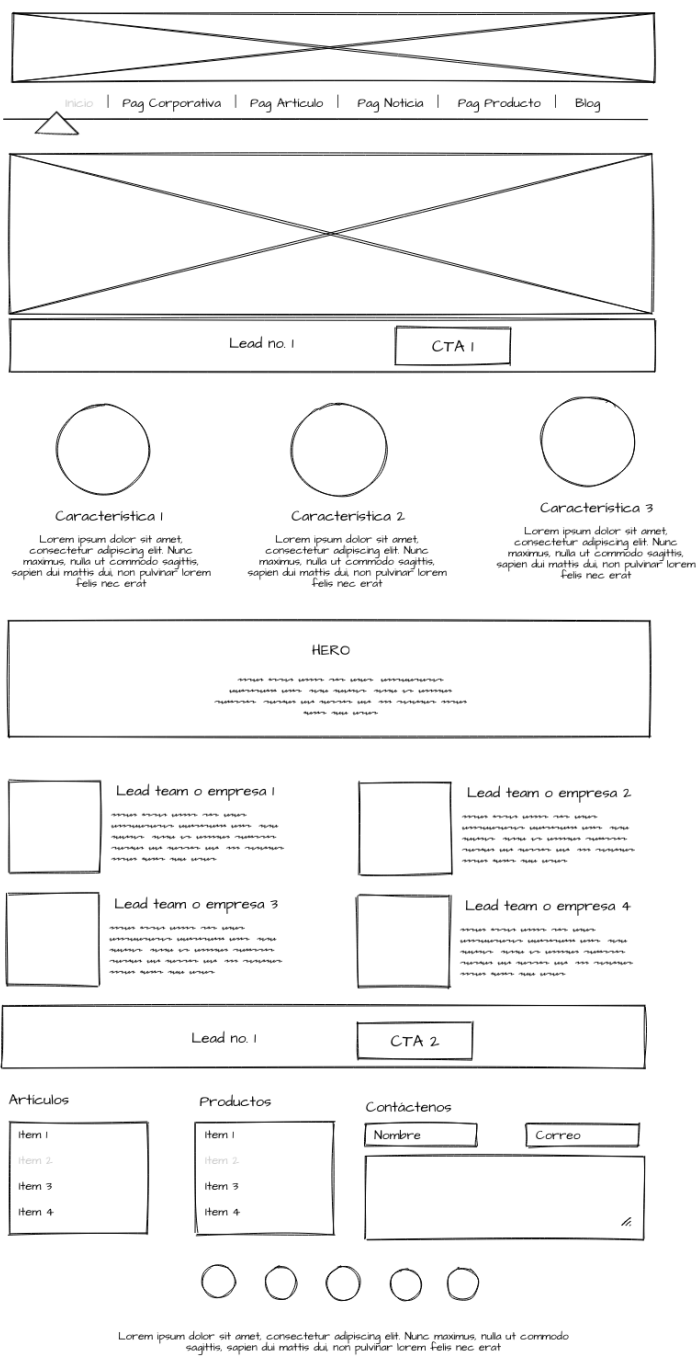 Inicio | Pag Corporativa | Pag Artículo | Pag Noticia | Pag Producto | Blog
Lead no. 1
CTA 1
Característica 1
Lorem ipsum dolor sit amet,
consectetur adipiscing elit. Nunc
maximus, nulla ut commodo sagittis,
sapien dui mattis dui, non pulvinar lorem
felis nec erat
Característica 2
Lorem ipsum dolor sit amet,
consectetur adipiscing elit. Nunc
maximus, nulla ut commodo sagittis,
sapien dui mattis dui, non pulvinar lorem
felis nec erat
Característica 3
Lorem ipsum dolor sit amet,
consectetur adipiscing elit. Nunc
maximus, nulla ut commodo sagittis,
sapien dui mattis dui, non pulvinar lorem
felis nec erat
HERO
Lead team o empresa 1
Lead team o empresa 2
Lead team o empresa 3
Lead team o empresa 4
Lead no. 1
CTA 2
Artículos
Item 1
Item 2
Item 3
Item 4
Productos
Item 1
Item 2
Item 3
Item 4
Contáctenos
Nombre
Correo
Lorem ipsum dolor sit amet, consectetur adipiscing elit. Nunc maximus, nulla ut commodo
sagittis, sapien dui mattis dui, non pulvinar lorem felis nec erat